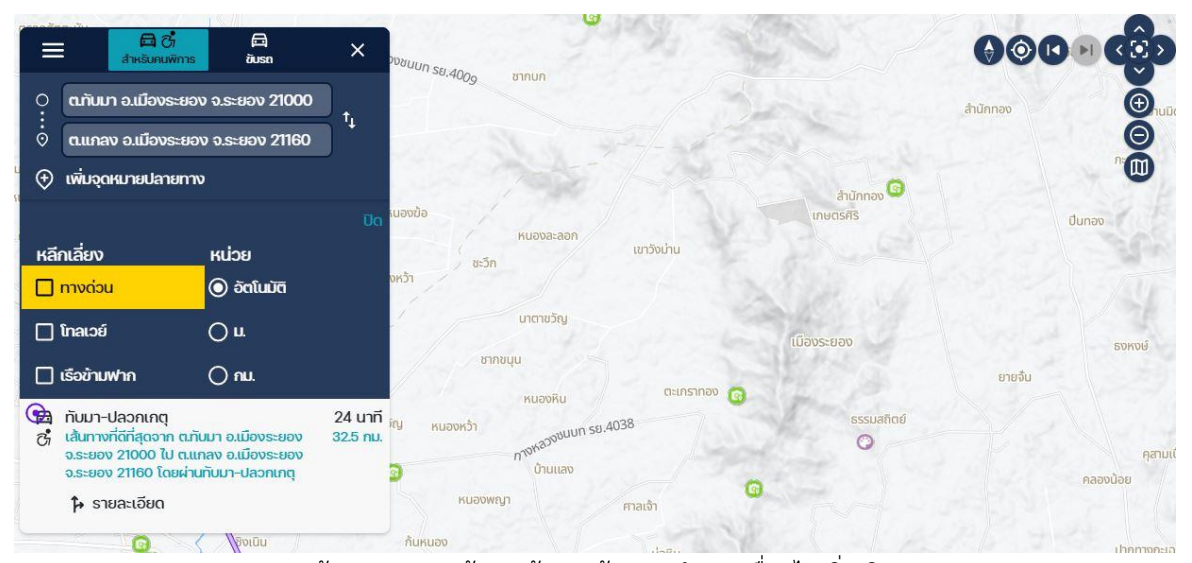 สำหรับคนพิการ
ขับรถ
ต.ทับมา อ.เมืองระยอง จ.ระยอง 21000
ต.แกลง อ.เมืองระยอง จ.ระยอง 21160
เพิ่มจุดหมายปลายทาง
ปิด
หลีกเลี่ยง หน่วย
ทางด่วน อัตโนมัติ
โทลเวย์ ม.
เรือข้ามฟาก กม.
ทับมา-ปลวกเกตุ 24 นาที
เส้นทางที่ดีที่สุดจาก ต.ทับมา อ.เมืองระยอง 32.5 กม.
จ.ระยอง 21000 ไป ต.แกลง อ.เมืองระยอง
จ.ระยอง 21160 โดยผ่านทับมา-ปลวกเกตุ
รายละเอียด
รย.4009
ชากบก
สำนักทอง
สำนักทอง
เกษตรศิริ
ปั่นทอง
หนองละลอก
เขาวังม่าน
ชะวึก
นาตาขวัญ
เมืองระยอง
ธงหงษ์
ชากขนุน
ยายจั่น
ตะเกราทอง
หนองหิน
ธรรมสถิตย์
หนองคว้า
ทางหลวงชนบท รย.4038
บ้านแลง
คลองน้อย
หนองพญา
ศาลเจ้า
เชิงเนิน
ก้นหนอง